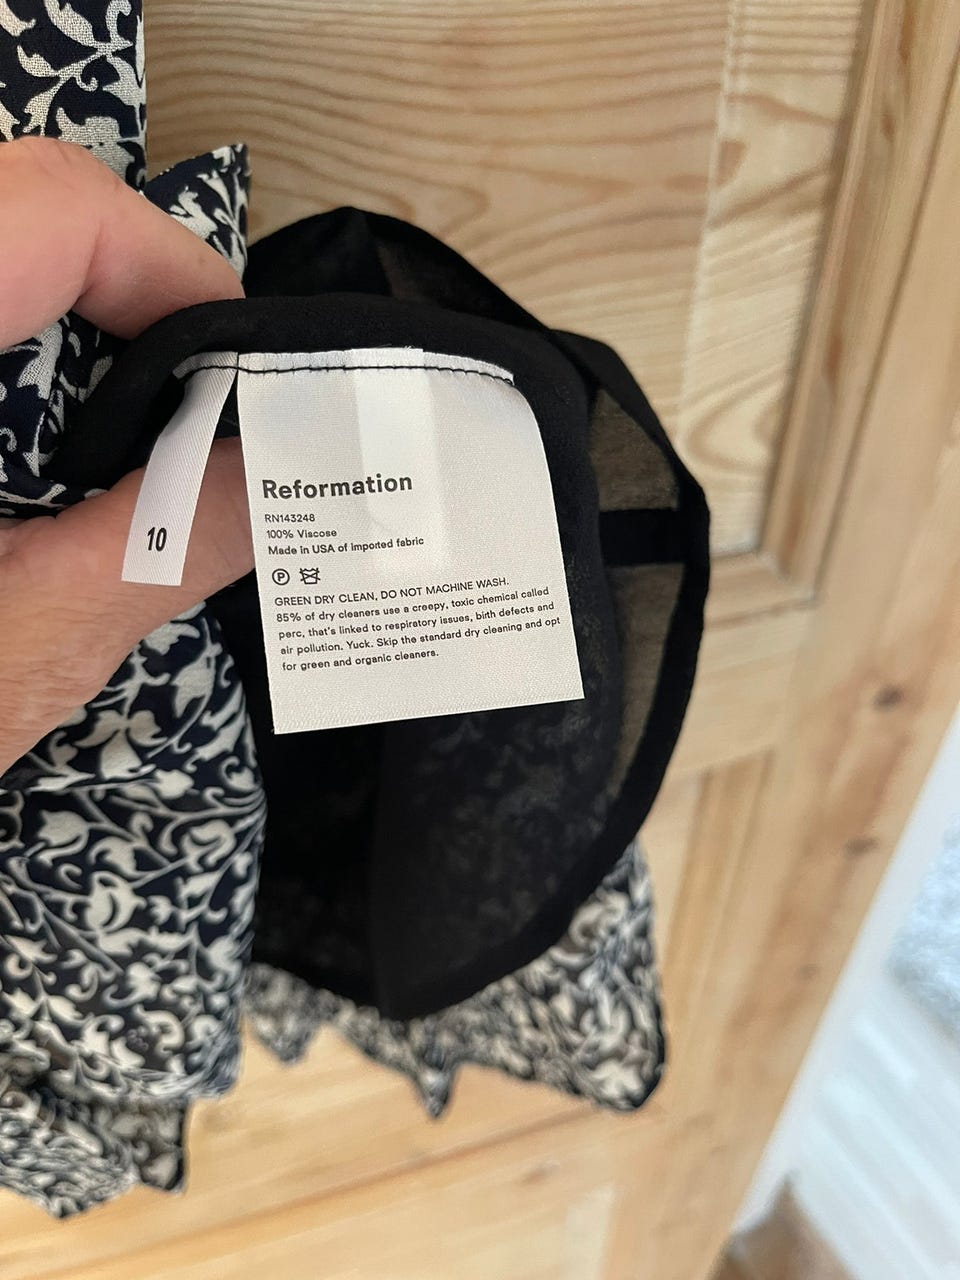 10
Reformation
RN143248
100% Viscose
Made in USA of imported fabric
P
GREEN DRY CLEAN, DO NOT MACHINE WASH.
85% of dry cleaners use a creepy, toxic chemical called
perc, that's linked to respiratory issues, birth defects and
air pollution. Yuck. Skip the standard dry cleaning and opt
for green and organic cleaners.